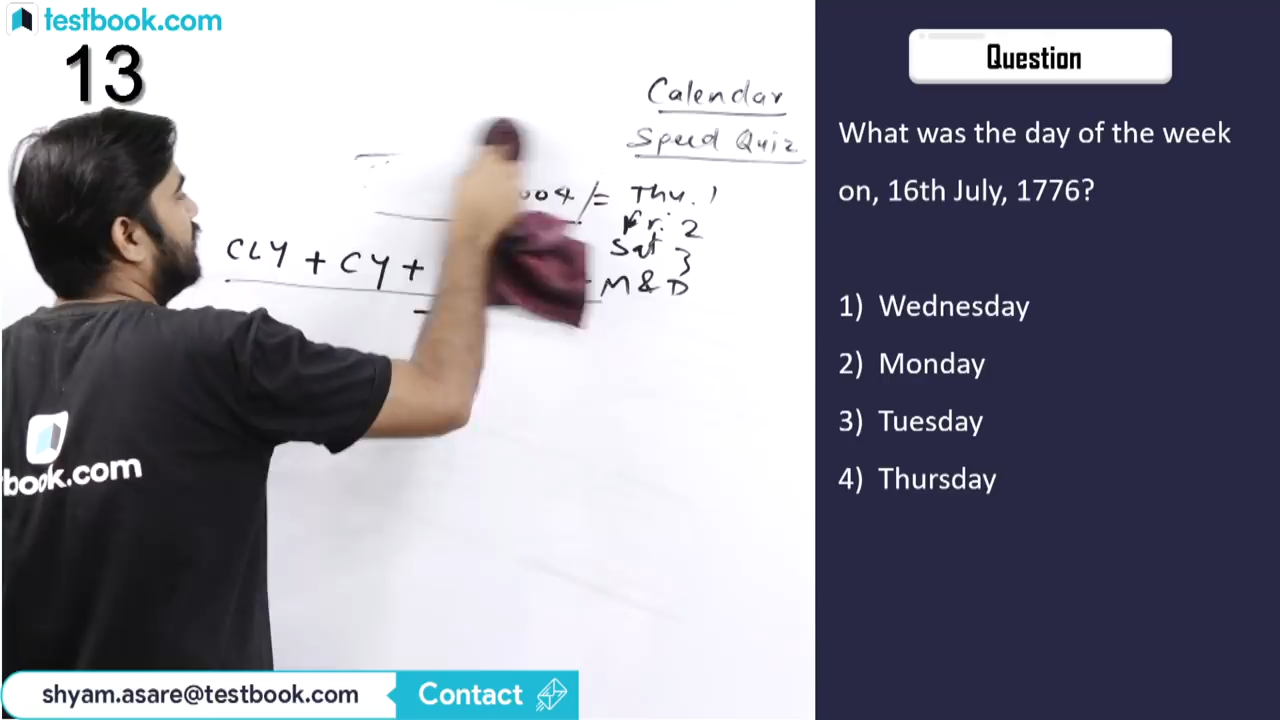 testbook.com
13
Calendar
Speed Quiz
004/= Thu. 1
Fri 2
Sat 3
CLY + CY +
M & D
book.com
shyam.asare@testbook.com
Contact
Question
What was the day of the week
on, 16th July, 1776?
1) Wednesday
2) Monday
3) Tuesday
4) Thursday